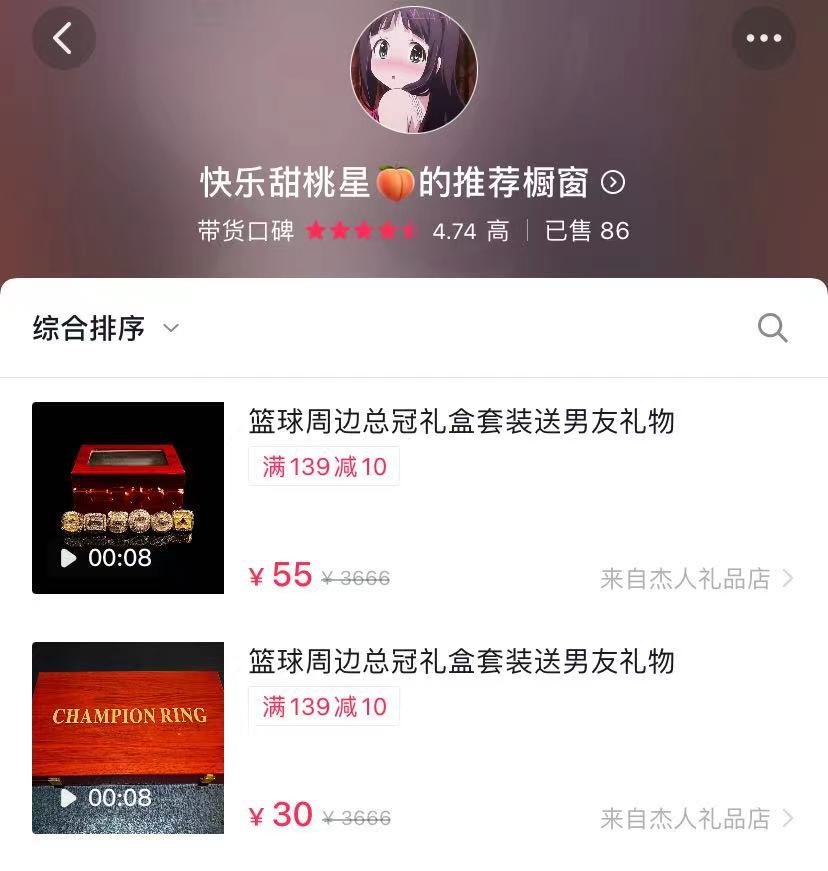 快乐甜桃星🍑的推荐橱窗
带货口碑 4.74 高 | 已售 86
综合排序
篮球周边总冠礼盒套装送男友礼物
满139减10
00:08
¥ 55 ¥ 3666 来自杰人礼品店
篮球周边总冠礼盒套装送男友礼物
满139减10
CHAMPION RING
00:08
¥ 30 ¥ 3666 来自杰人礼品店